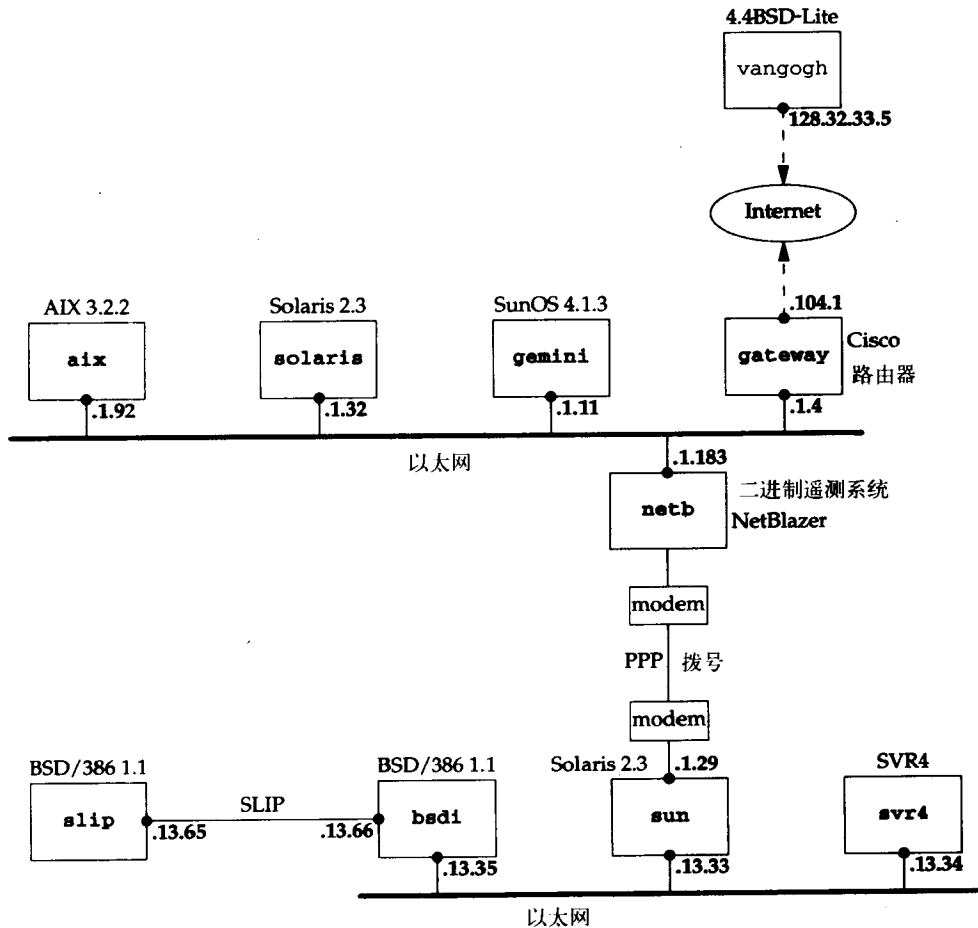 4.4BSD-Lite
vangogh
128.32.33.5
Internet
AIX 3.2.2
Solaris 2.3
SunOS 4.1.3
.104.1
aix
solaris
gemini
gateway
Cisco
路由器
.1.92
.1.32
.1.11
.1.4
以太网
.1.183
netb
二进制遥测系统
NetBlazer
modem
PPP 拨号
modem
BSD/386 1.1
BSD/386 1.1
Solaris 2.3
.1.29
SVR4
slip
SLIP
bsdi
sun
svr4
.13.65
.13.66
.13.35
.13.33
.13.34
以太网